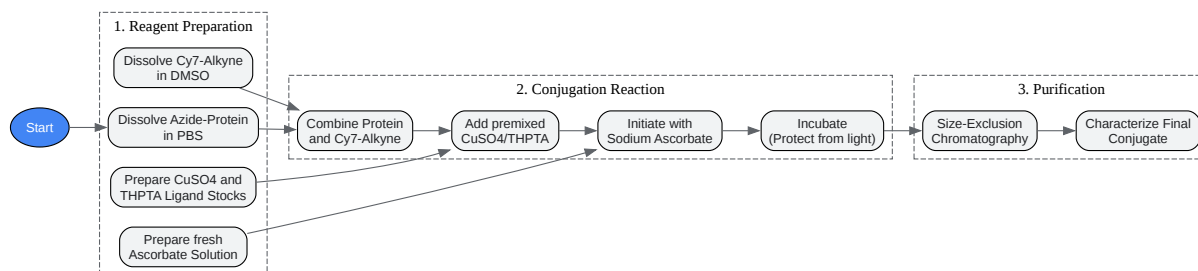 Start
1. Reagent Preparation
Dissolve Cy7-Alkyne
in DMSO
Dissolve Azide-Protein
in PBS
Prepare CuSO4 and
THPTA Ligand Stocks
Prepare fresh
Ascorbate Solution
2. Conjugation Reaction
Combine Protein
and Cy7-Alkyne
Add premixed
CuSO4/THPTA
Initiate with
Sodium Ascorbate
Incubate
(Protect from light)
3. Purification
Size-Exclusion
Chromatography
Characterize Final
Conjugate